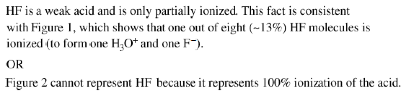 HF is a weak acid and is only partially ionized. This fact is consistent
with Figure 1, which shows that one out of eight (~13%) HF molecules is
ionized (to form one H₃O⁺ and one F⁻).
OR
Figure 2 cannot represent HF because it represents 100% ionization of the acid.